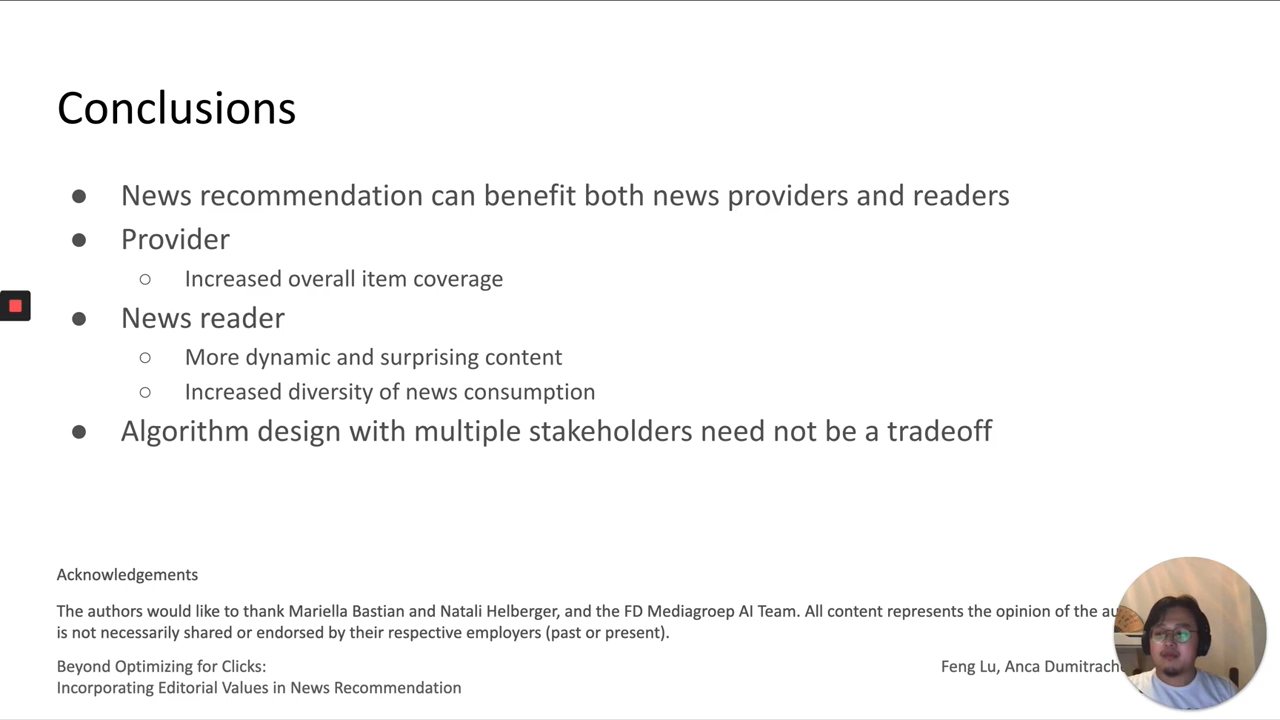 Conclusions
● News recommendation can benefit both news providers and readers
● Provider
○ Increased overall item coverage
● News reader
○ More dynamic and surprising content
○ Increased diversity of news consumption
● Algorithm design with multiple stakeholders need not be a tradeoff
Acknowledgements
The authors would like to thank Mariella Bastian and Natali Helberger, and the FD Mediagroep AI Team. All content represents the opinion of the
is not necessarily shared or endorsed by their respective employers (past or present).
Beyond Optimizing for Clicks:
Incorporating Editorial Values in News Recommendation
Feng Lu, Anca